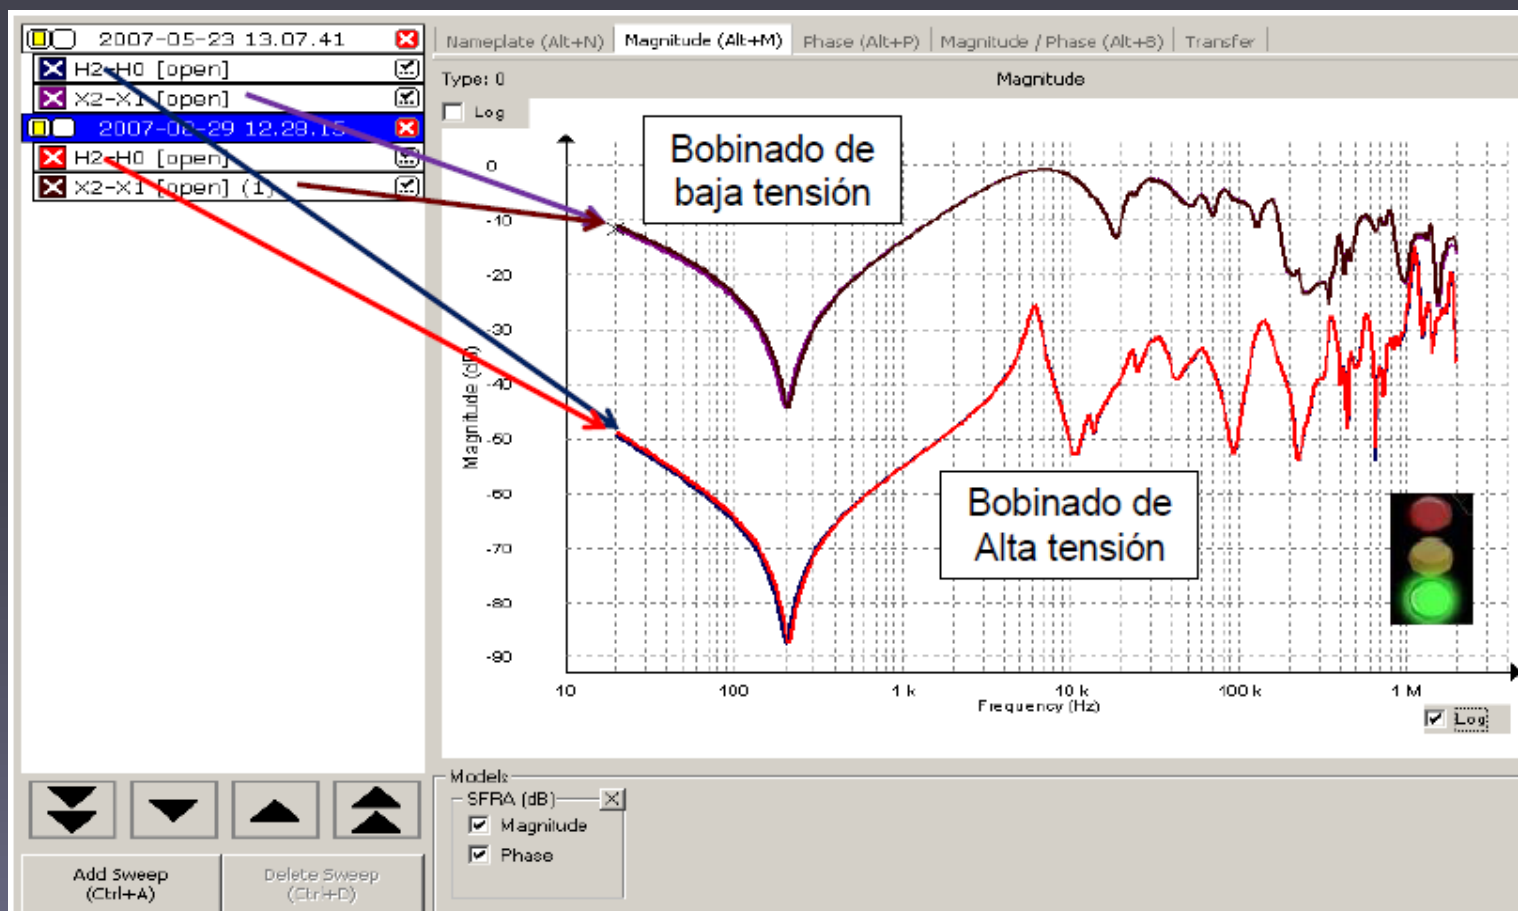 2007-05-23 13.07.41
H2-H0 [open]
X2-X1 [open]
2007-08-29 12.28.15
H2-H0 [open]
X2-X1 [open] (1)
Nameplate (Alt+N)
Magnitude (Alt+M)
Phase (Alt+P)
Magnitude / Phase (Alt+B)
Transfer
Type: 0
Magnitude
Log
Bobinado de
baja tensión
0
-10
-20
-30
-40
-50
-60
-70
-80
-90
Magnitude (dB)
Bobinado de
Alta tensión
10
100
1 k
10 k
100 k
1 M
Frequency (Hz)
Log
Models
SFRA (dB)
Magnitude
Phase
Add Sweep
(Ctrl+A)
Delete Sweep
(Ctrl+D)